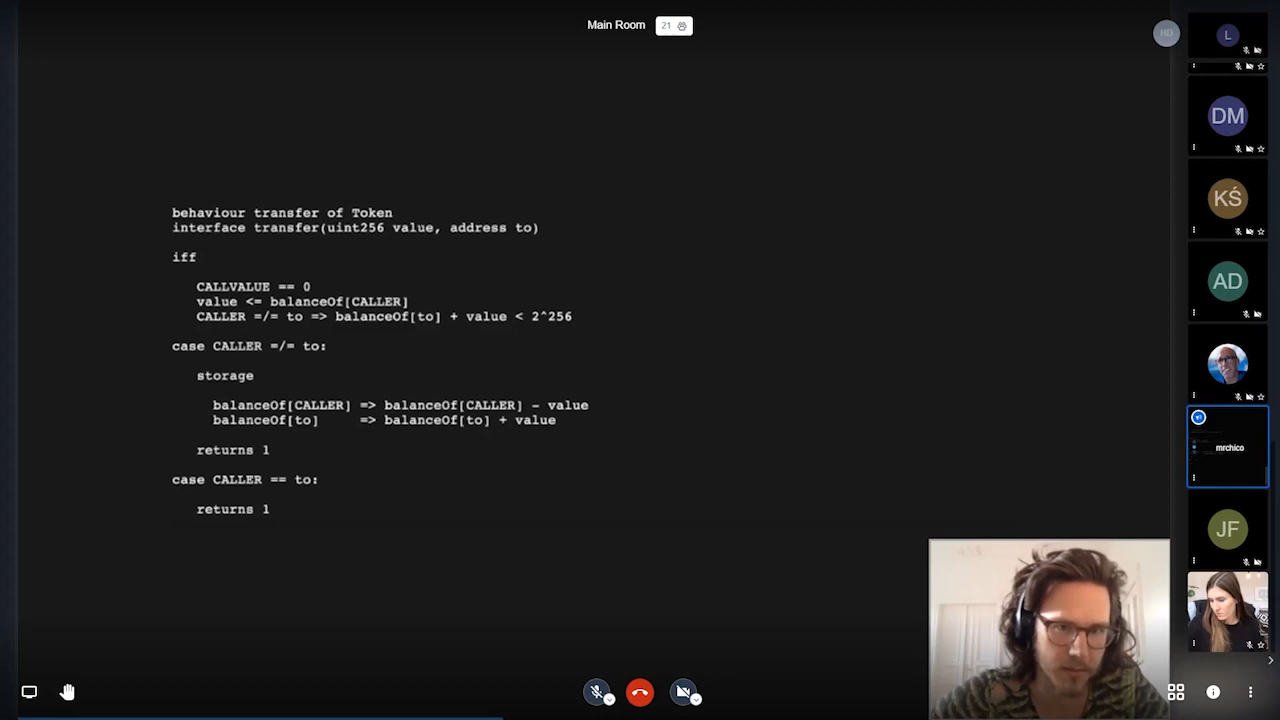 Main Room
21
HD
L
DM
KŚ
AD
mrchico
JF
behaviour transfer of Token
interface transfer(uint256 value, address to)
iff
CALLVALUE == 0
value <= balanceOf[CALLER]
CALLER =/= to => balanceOf[to] + value < 2^256
case CALLER =/= to:
storage
balanceOf[CALLER] => balanceOf[CALLER] - value
balanceOf[to] => balanceOf[to] + value
returns 1
case CALLER == to:
returns 1